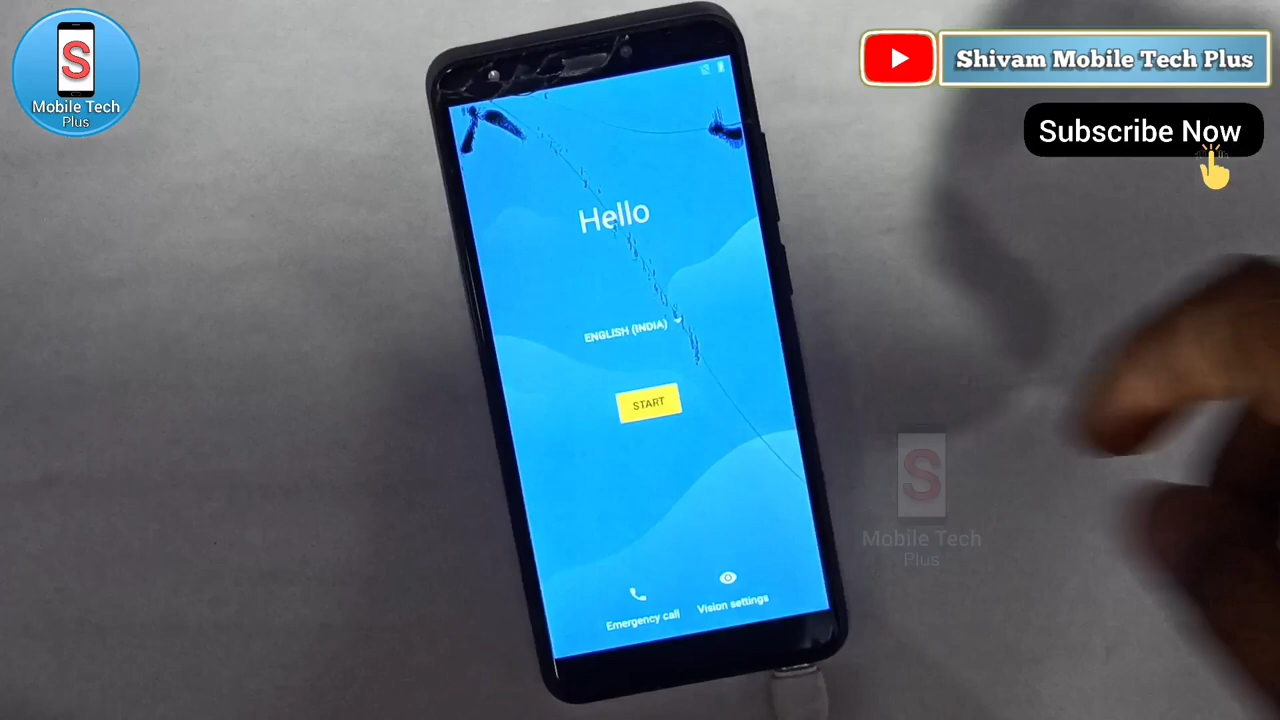 S
Mobile Tech
Plus
Shivam Mobile Tech Plus
Subscribe Now
Hello
ENGLISH (INDIA)
START
Emergency call
Vision settings
S
Mobile Tech
Plus